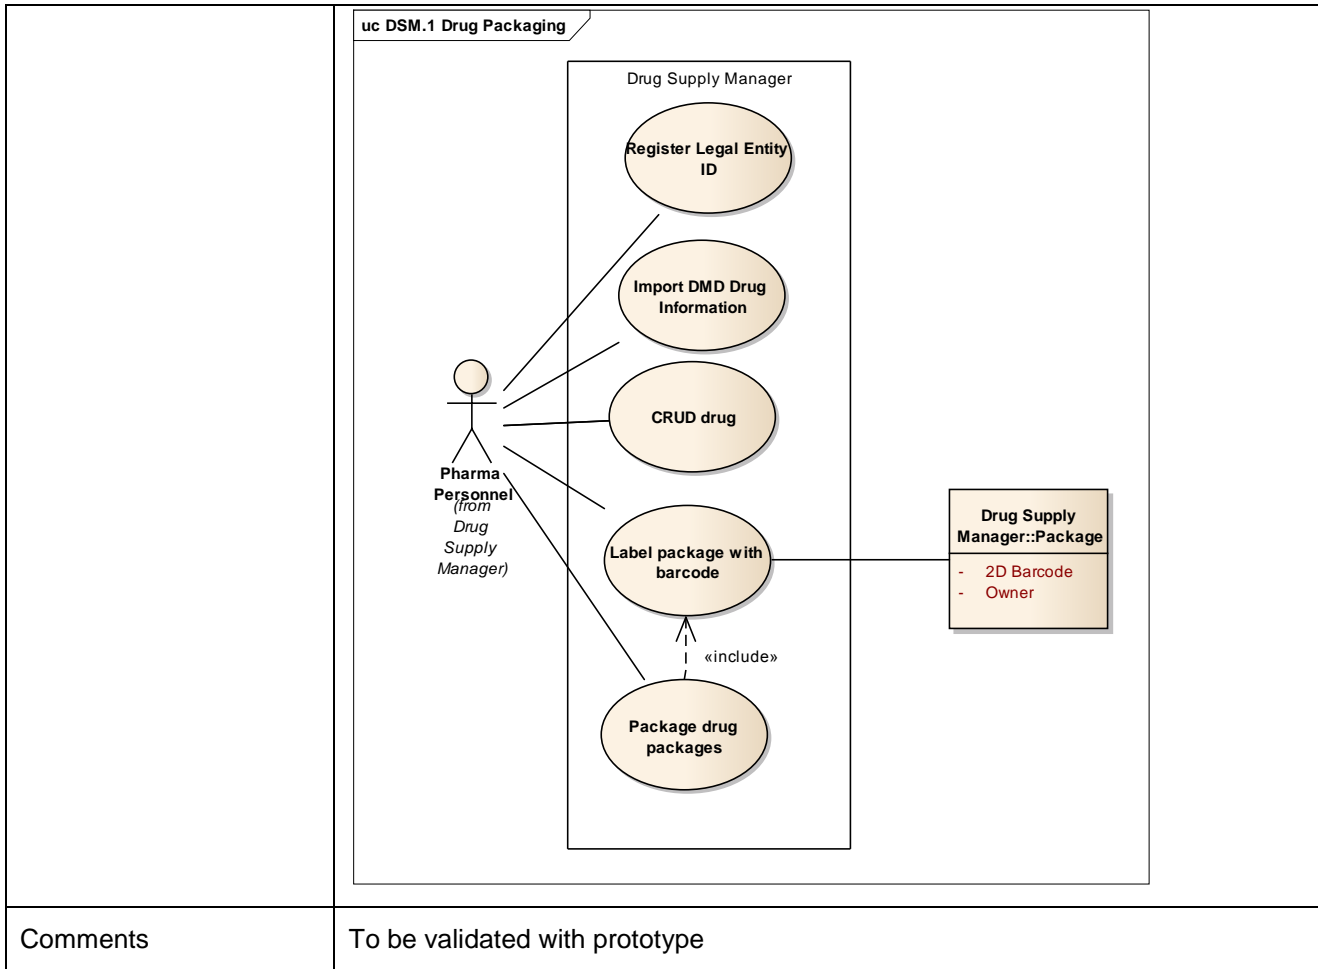 uc DSM.1 Drug Packaging
Drug Supply Manager
Register Legal Entity
ID
Import DMD Drug
Information
CRUD drug
Pharma
Personnel
(from
Drug
Supply
Manager)
Label package with
barcode
Drug Supply
Manager::Package
- 2D Barcode
- Owner
«include»
Package drug
packages
Comments
To be validated with prototype